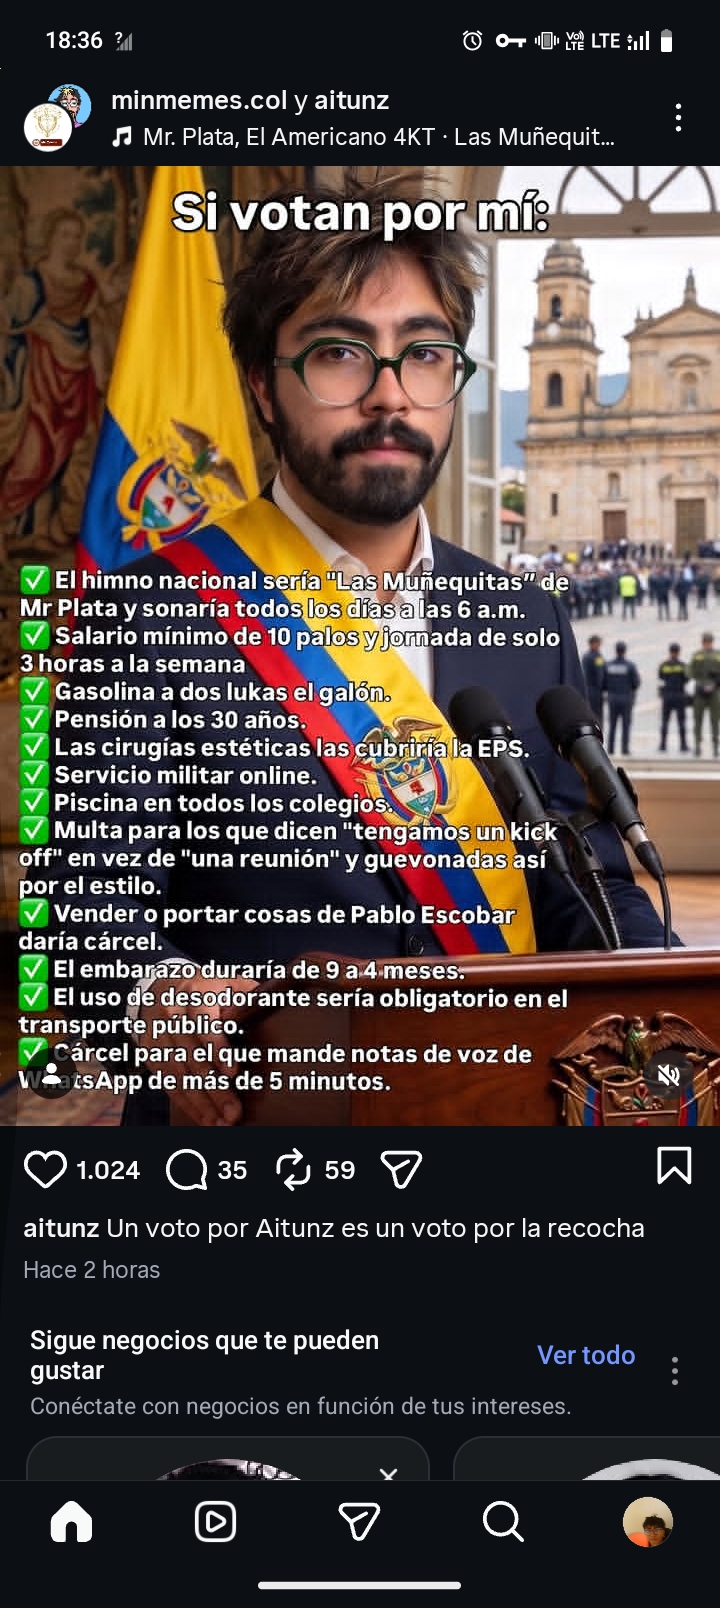 18:36
? LTE
Vo)
LTE
minmemes.col y aitunz
Mr. Plata, El Americano 4KT · Las Muñequit...
Si votan por mí:
✅ El himno nacional sería "Las Muñequitas" de
Mr Plata y sonaría todos los días a las 6 a.m.
✅ Salario mínimo de 10 palos y jornada de solo
3 horas a la semana
✅ Gasolina a dos lukas el galón.
✅ Pensión a los 30 años.
✅ Las cirugías estéticas las cubriría la EPS.
✅ Servicio militar online.
✅ Piscina en todos los colegios.
✅ Multa para los que dicen "tengamos un kick
off" en vez de "una reunión" y guevonadas así
por el estilo.
✅ Vender o portar cosas de Pablo Escobar
daría cárcel.
✅ El embarazo duraría de 9 a 4 meses.
✅ El uso de desodorante sería obligatorio en el
transporte público.
✅ Cárcel para el que mande notas de voz de
WhatsApp de más de 5 minutos.
1.024 35 59
aitunz Un voto por Aitunz es un voto por la recocha
Hace 2 horas
Sigue negocios que te pueden
gustar
Ver todo
Conéctate con negocios en función de tus intereses.